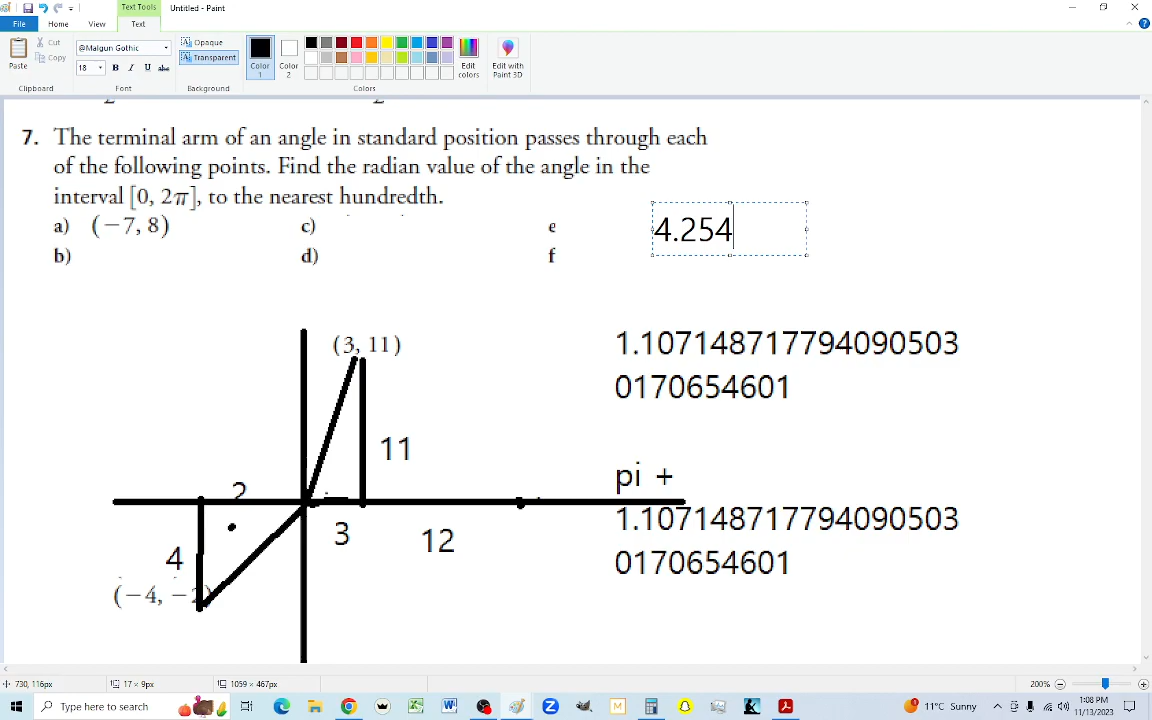 Text Tools
Untitled - Paint
File
Home
View
Text
Paste
Cut
Copy
Clipboard
@Malgun Gothic
18
B I U abc
Font
Opaque
Transparent
Background
Color 1
Color 2
Edit colors
Colors
Edit with Paint 3D
7. The terminal arm of an angle in standard position passes through each
of the following points. Find the radian value of the angle in the
interval [0, 2π], to the nearest hundredth.
a) (−7, 8)
c)
e
b)
d)
f
4.254
(3, 11)
1.107148717794090503
0170654601
11
pi +
2
1.107148717794090503
3
12
4
0170654601
(−4, −2)
730, 116px
17 × 9px
1059 × 467px
200%
Type here to search
11°C Sunny
1:08 PM
11/13/2023